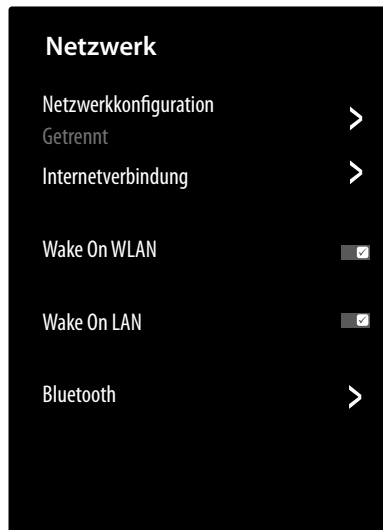 Netzwerk
Netzwerkkonfiguration
Getrennt
Internetverbindung
Wake On WLAN
Wake On LAN
Bluetooth